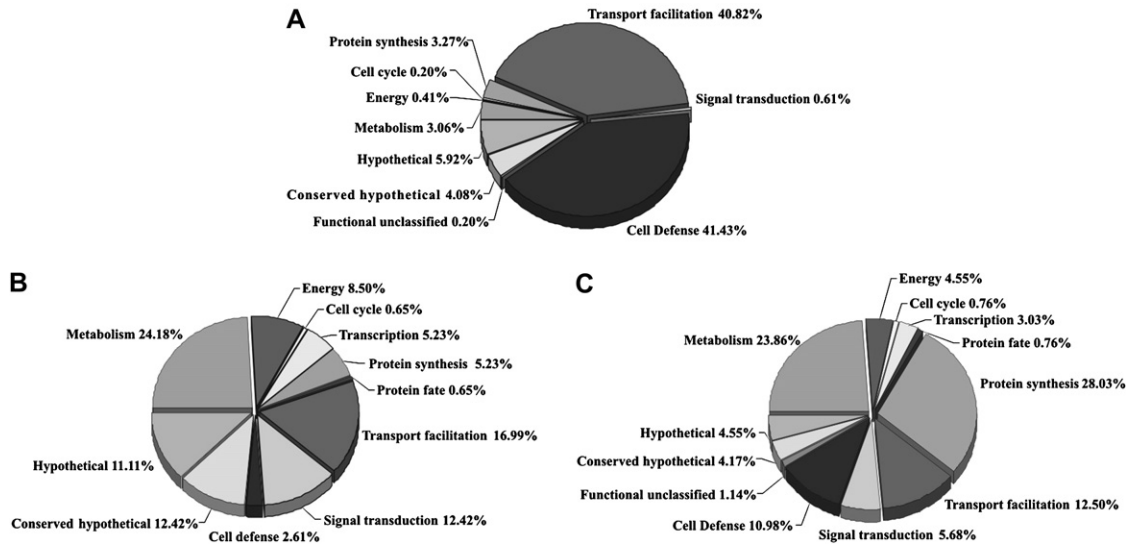 A
Transport facilitation 40.82%
Protein synthesis 3.27%
Cell cycle 0.20%
Energy 0.41%
Signal transduction 0.61%
Metabolism 3.06%
Hypothetical 5.92%
Conserved hypothetical 4.08%
Functional unclassified 0.20%
Cell Defense 41.43%
B
Energy 8.50%
Cell cycle 0.65%
Metabolism 24.18%
Transcription 5.23%
Protein synthesis 5.23%
Protein fate 0.65%
Transport facilitation 16.99%
Hypothetical 11.11%
Conserved hypothetical 12.42%
Signal transduction 12.42%
Cell defense 2.61%
C
Energy 4.55%
Cell cycle 0.76%
Transcription 3.03%
Metabolism 23.86%
Protein fate 0.76%
Protein synthesis 28.03%
Hypothetical 4.55%
Conserved hypothetical 4.17%
Functional unclassified 1.14%
Transport facilitation 12.50%
Cell Defense 10.98%
Signal transduction 5.68%